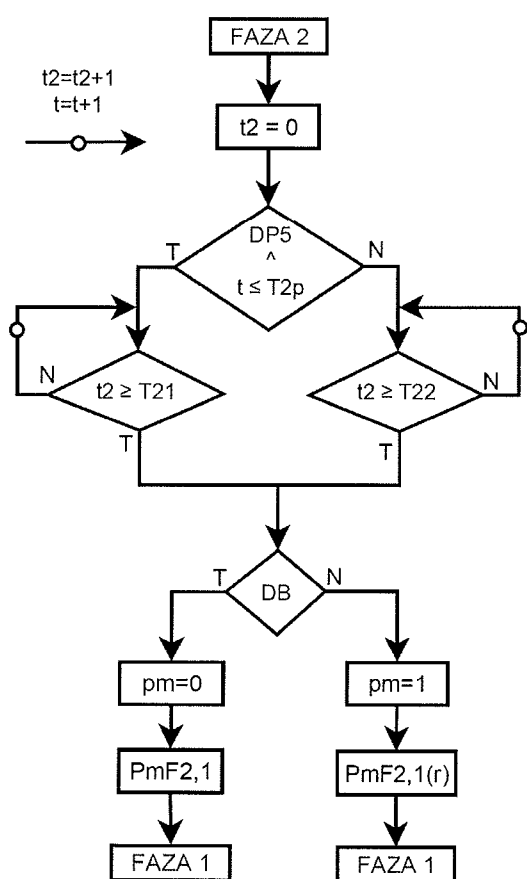 FAZA 2
t2=t2+1
t=t+1
t2 = 0
DP5
^
t ≤ T2p
T
N
t2 ≥ T21
N
T
t2 ≥ T22
N
T
DB
T
N
pm=0
pm=1
PmF2,1
PmF2,1(r)
FAZA 1
FAZA 1